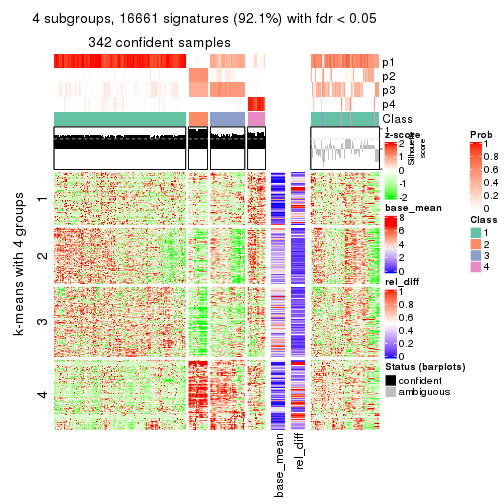 4 subgroups, 16661 signatures (92.1%) with fdr < 0.05
342 confident samples
p1
p2
p3
p4
Class
1
Silhouette
score
k-means with 4 groups
1
2
3
4
base_mean
rel_diff
z-score
2
1
0
-1
-2
base_mean
8
6
4
2
0
rel_diff
1
0.8
0.6
0.4
0.2
0
Status (barplots)
confident
ambiguous
Prob
1
0.8
0.6
0.4
0.2
0
Class
1
2
3
4